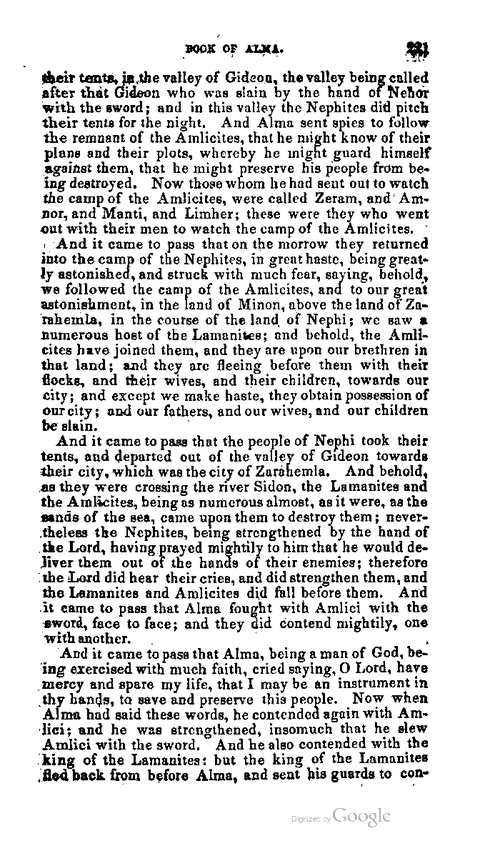 BOOK OF ALMA. 221
their tents, in the valley of Gideon, the valley being called
after that Gideon who was slain by the hand of Nehor
with the sword; and in this valley the Nephites did pitch
their tents for the night. And Alma sent spies to follow
the remnant of the Amlicites, that he might know of their
plans and their plots, whereby he might guard himself
against them, that he might preserve his people from be-
ing destroyed. Now those whom he had sent out to watch
the camp of the Amlicites, were called Zeram, and Am-
nor, and Manti, and Limher; these were they who went
out with their men to watch the camp of the Amlicites.
And it came to pass that on the morrow they returned
into the camp of the Nephites, in great haste, being great-
ly astonished, and struck with much fear, saying, behold,
we followed the camp of the Amlicites, and to our great
astonishment, in the land of Minon, above the land of Za-
rahemla, in the course of the land of Nephi; we saw a
numerous host of the Lamanites; and behold, the Amli-
cites have joined them, and they are upon our brethren in
that land; and they are fleeing before them with their
flocks, and their wives, and their children, towards our
city; and except we make haste, they obtain possession of
our city; and our fathers, and our wives, and our children
be slain.
And it came to pass that the people of Nephi took their
tents, and departed out of the valley of Gideon towards
their city, which was the city of Zarahemla. And behold,
as they were crossing the river Sidon, the Lamanites and
the Amlicites, being as numerous almost, as it were, as the
sands of the sea, came upon them to destroy them; never-
theless the Nephites, being strengthened by the hand of
the Lord, having prayed mightily to him that he would de-
liver them out of the hands of their enemies; therefore
the Lord did hear their cries, and did strengthen them, and
the Lamanites and Amlicites did fall before them. And
it came to pass that Alma fought with Amlici with the
sword, face to face; and they did contend mightily, one
with another.
And it came to pass that Alma, being a man of God, be-
ing exercised with much faith, cried saying, O Lord, have
mercy and spare my life, that I may be an instrument in
thy hands, to save and preserve this people. Now when
Alma had said these words, he contended again with Am-
lici; and he was strengthened, insomuch that he slew
Amlici with the sword. And he also contended with the
king of the Lamanites: but the king of the Lamanites
fled back from before Alma, and sent his guards to con-
Digitized by Google